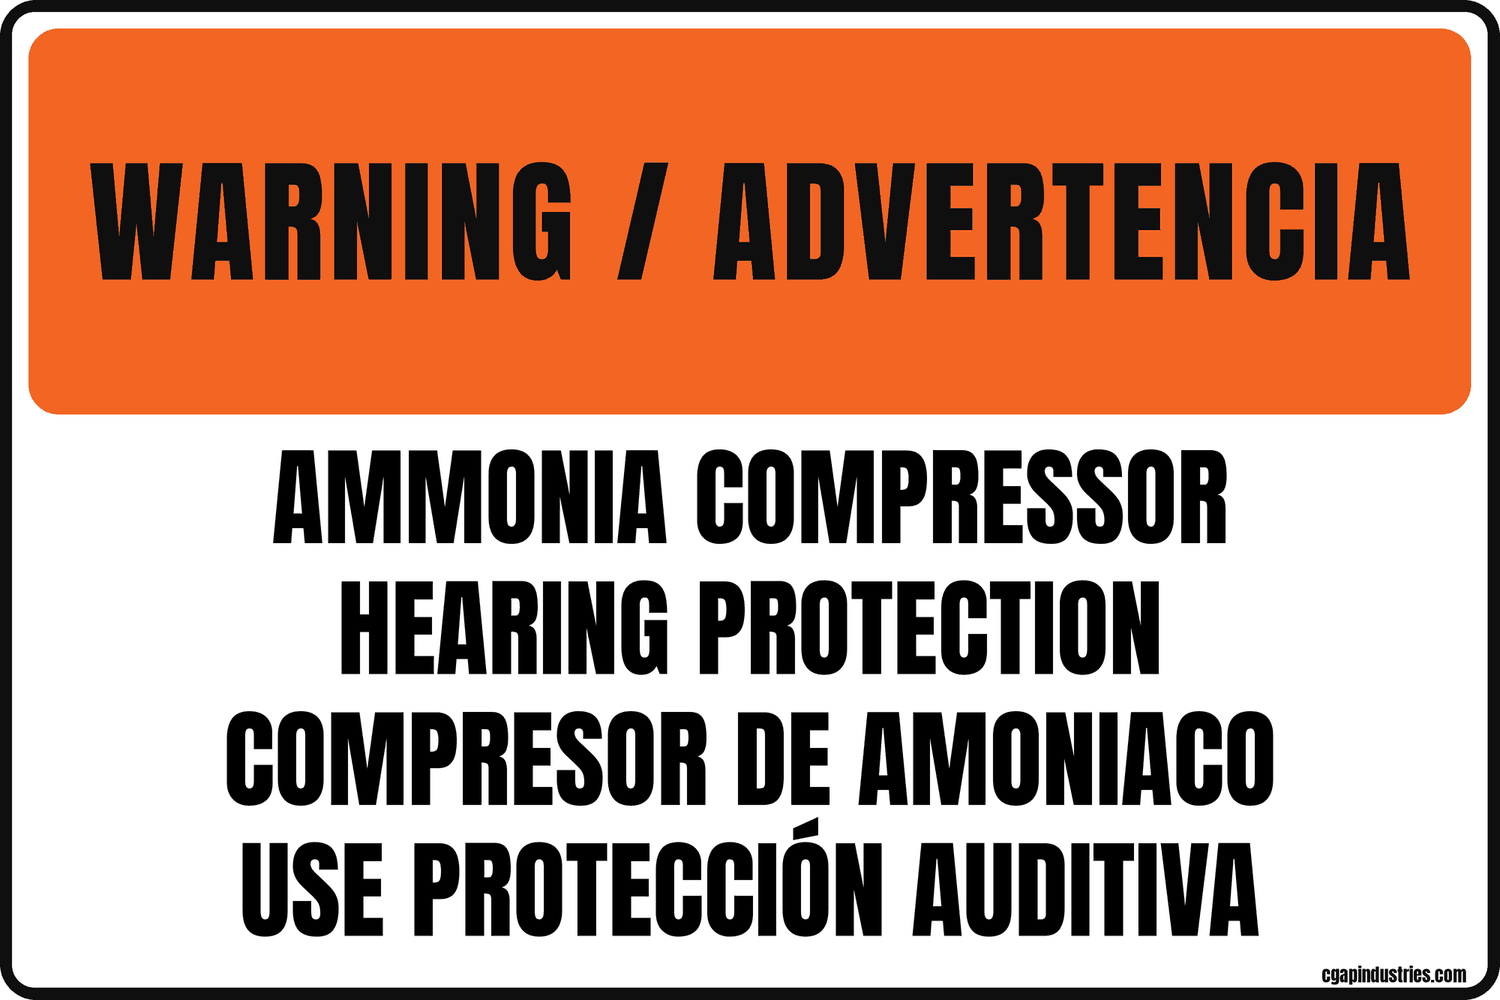 WARNING / ADVERTENCIA
AMMONIA COMPRESSOR
HEARING PROTECTION
COMPRESOR DE AMONIACO
USE PROTECCIÓN AUDITIVA
cgapindustries.com